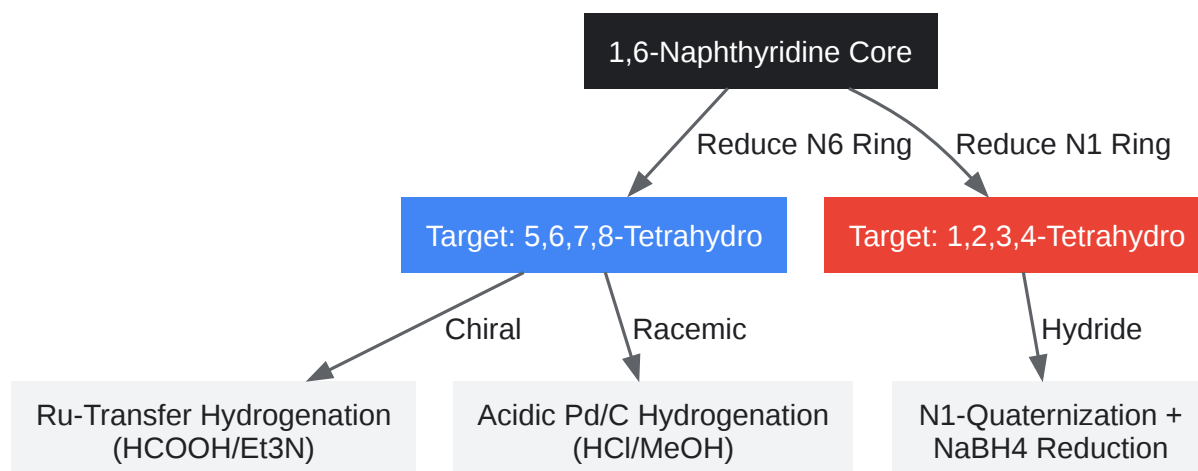 1,6-Naphthyridine Core
Reduce N6 Ring
Reduce N1 Ring
Target: 5,6,7,8-Tetrahydro
Target: 1,2,3,4-Tetrahydro
Chiral
Racemic
Hydride
Ru-Transfer Hydrogenation
(HCOOH/Et3N)
Acidic Pd/C Hydrogenation
(HCl/MeOH)
N1-Quaternization +
NaBH4 Reduction